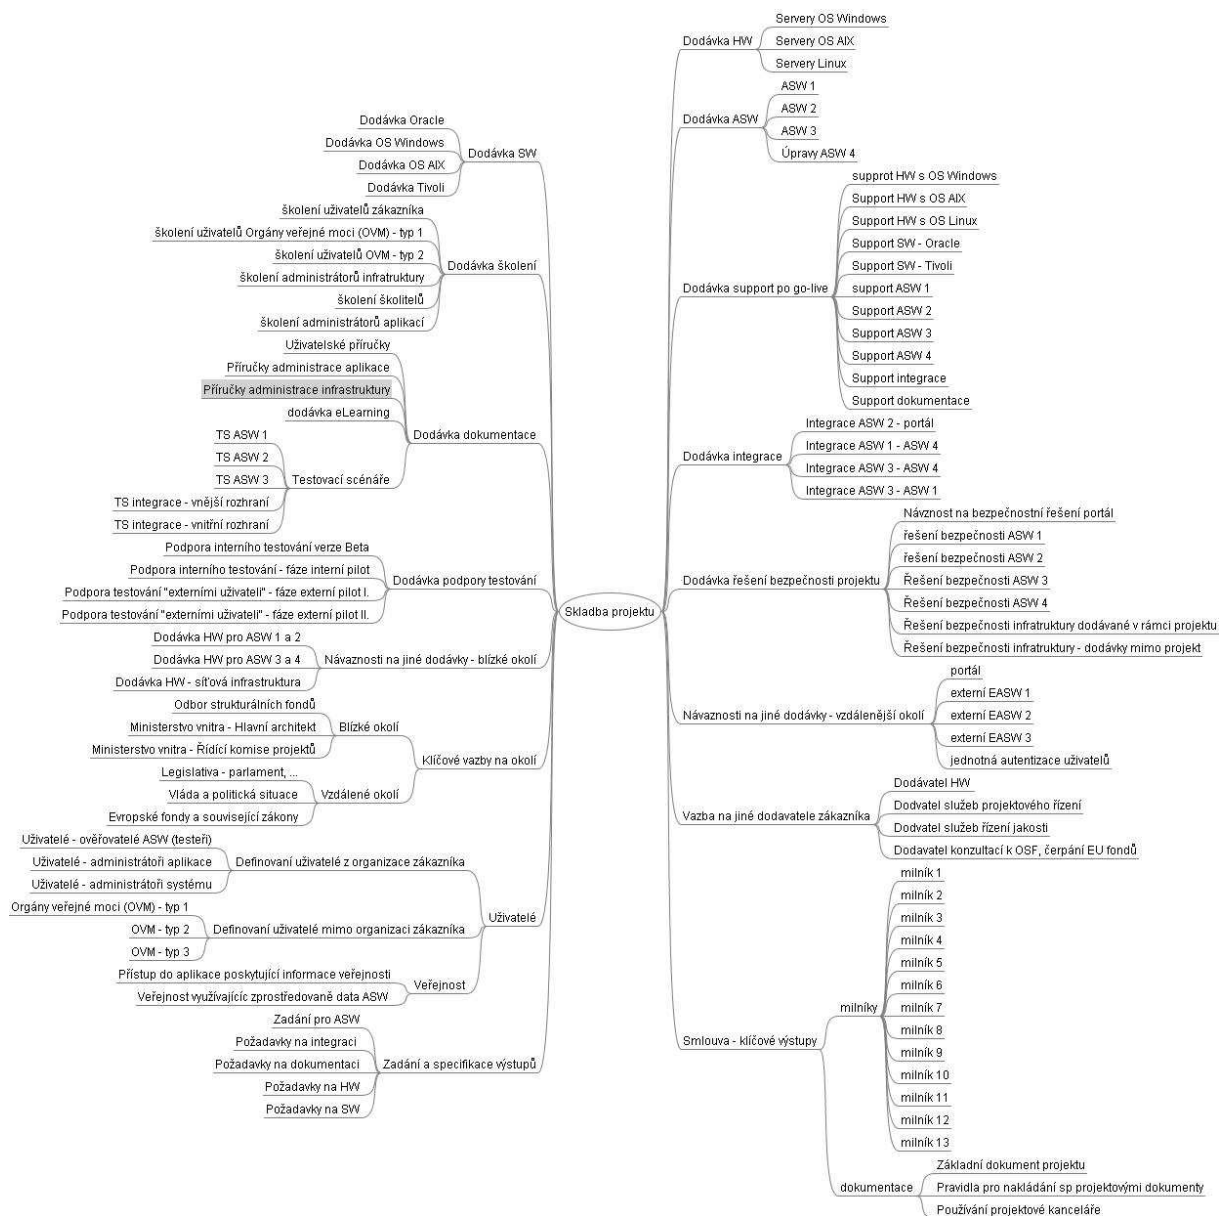 Skladba projektu
Dodávka HW
Servery OS Windows
Servery OS AIX
Servery Linux
Dodávka ASW
ASW 1
ASW 2
ASW 3
Úpravy ASW 4
Dodávka support po go-live
supprot HW s OS Windows
Support HW s OS AIX
Support HW s OS Linux
Support SW - Oracle
Support SW - Tivoli
support ASW 1
Support ASW 2
Support ASW 3
Support ASW 4
Support integrace
Support dokumentace
Dodávka integrace
Integrace ASW 2 - portál
Integrace ASW 1 - ASW 4
Integrace ASW 3 - ASW 4
Integrace ASW 3 - ASW 1
Dodávka řešení bezpečnosti projektu
Návznost na bezpečnostní řešení portál
řešení bezpečnosti ASW 1
řešení bezpečnosti ASW 2
Řešení bezpečnosti ASW 3
Řešení bezpečnosti ASW 4
Řešení bezpečnosti infratruktury dodávané v rámci projektu
Řešení bezpečnosti infratruktury - dodávky mimo projekt
Návaznosti na jiné dodávky - vzdálenější okolí
portál
externí EASW 1
externí EASW 2
externí EASW 3
jednotná autentizace uživatelů
Vazba na jiné dodavatele zákazníka
Dodávatel HW
Dodvatel služeb projektového řízení
Dodvatel služeb řízení jakosti
Dodavatel konzultací k OSF, čerpání EU fondů
Smlouva - klíčové výstupy
milníky
milník 1
milník 2
milník 3
milník 4
milník 5
milník 6
milník 7
milník 8
milník 9
milník 10
milník 11
milník 12
milník 13
dokumentace
Základní dokument projektu
Pravidla pro nakládání sp projektovými dokumenty
Používání projektové kanceláře
Dodávka SW
Dodávka Oracle
Dodávka OS Windows
Dodávka OS AIX
Dodávka Tivoli
Dodávka školení
školení uživatelů zákazníka
školení uživatelů Orgány veřejné moci (OVM) - typ 1
školení uživatelů OVM - typ 2
školení administrátorů infratruktury
školení školitelů
školení administrátorů aplikací
Dodávka dokumentace
Uživatelské příručky
Příručky administrace aplikace
Příručky administrace infrastruktury
dodávka eLearning
Testovací scénáře
TS ASW 1
TS ASW 2
TS ASW 3
TS integrace - vnější rozhraní
TS integrace - vnitřní rozhraní
Dodávka podpory testování
Podpora interního testování verze Beta
Podpora interního testování - fáze interní pilot
Podpora testování "externími uživateli" - fáze externí pilot I.
Podpora testování "externími uživateli" - fáze externí pilot II.
Návaznosti na jiné dodávky - blízké okolí
Dodávka HW pro ASW 1 a 2
Dodávka HW pro ASW 3 a 4
Dodávka HW - síťová infrastruktura
Klíčové vazby na okolí
Blízké okolí
Odbor strukturálních fondů
Ministerstvo vnitra - Hlavní architekt
Ministerstvo vnitra - Řídící komise projektů
Vzdálené okolí
Legislativa - parlament, ...
Vláda a politická situace
Evropské fondy a související zákony
Uživatelé
Definovaní uživatelé z organizace zákazníka
Uživatelé - ověřovatelé ASW (testeři)
Uživatelé - administrátoři aplikace
Uživatelé - administrátoři systému
Definovaní uživatelé mimo organizaci zákazníka
Orgány veřejné moci (OVM) - typ 1
OVM - typ 2
OVM - typ 3
Veřejnost
Přístup do aplikace poskytující informace veřejnosti
Veřejnost využívajícíc zprostředovaně data ASW
Zadání a specifikace výstupů
Zadání pro ASW
Požadavky na integraci
Požadavky na dokumentaci
Požadavky na HW
Požadavky na SW